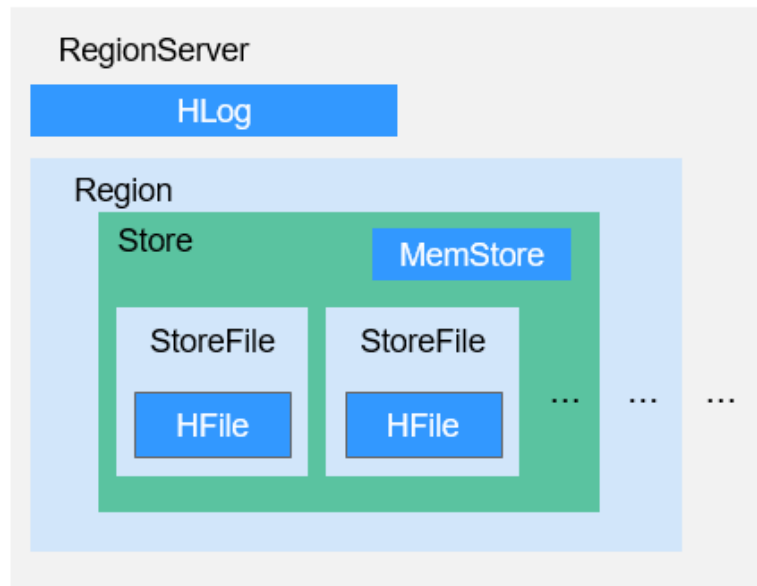 RegionServer
HLog
Region
Store
MemStore
StoreFile
StoreFile
HFile
HFile
... ... ...